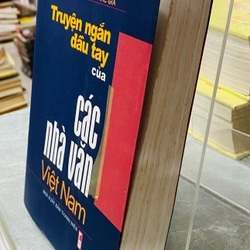 Truyện ngắn
đầu tay
của
các
nhà văn
Việt Nam